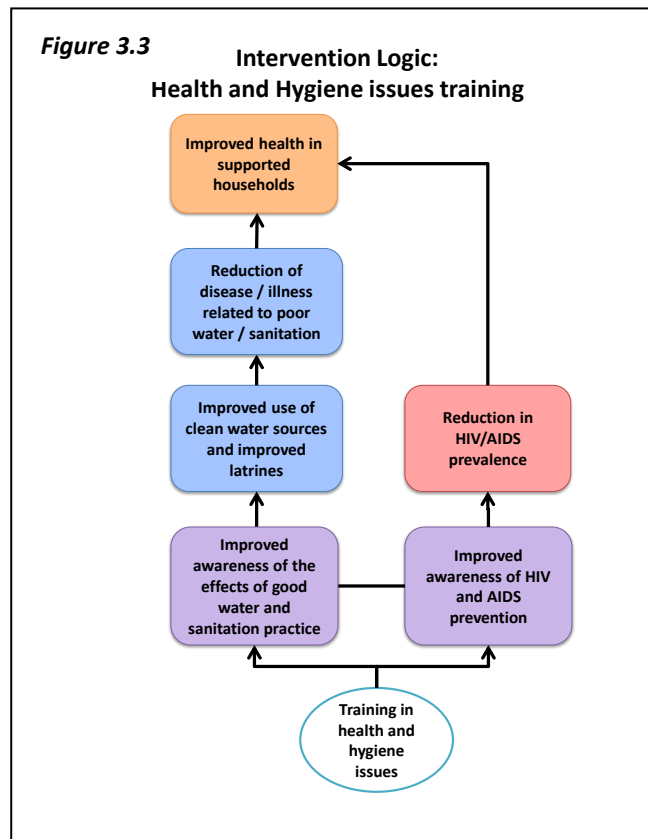 Figure 3.3
Intervention Logic:
Health and Hygiene issues training
Improved health in
supported
households
Reduction of
disease / illness
related to poor
water / sanitation
Improved use of
clean water sources
and improved
latrines
Reduction in
HIV/AIDS
prevalence
Improved
awareness of the
effects of good
water and
sanitation practice
Improved
awareness of HIV
and AIDS
prevention
Training in
health and
hygiene
issues